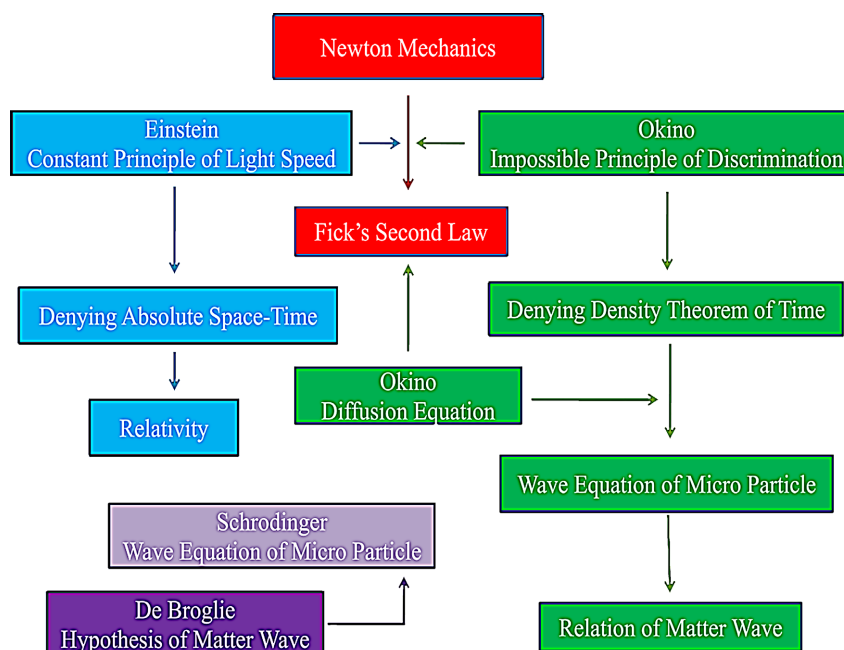 Newton Mechanics
Einstein
Constant Principle of Light Speed
Okino
Impossible Principle of Discrimination
Fick's Second Law
Denying Absolute Space-Time
Denying Density Theorem of Time
Okino
Diffusion Equation
Relativity
Wave Equation of Micro Particle
Schrodinger
Wave Equation of Micro Particle
De Broglie
Hypothesis of Matter Wave
Relation of Matter Wave